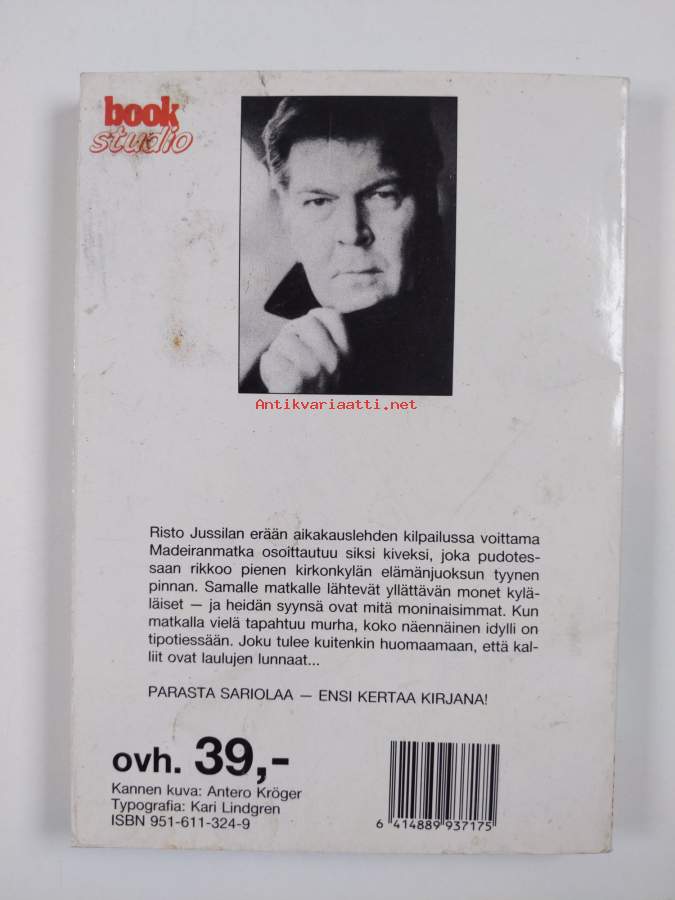 book
studio
Antikvariaatti.net
Risto Jussilan erään aikakauslehden kilpailussa voittama
Madeiranmatka osoittautuu siksi kiveksi, joka pudotes-
saan rikkoo pienen kirkonkylän elämänjuoksun tyynen
pinnan. Samalle matkalle lähtevät yllättävän monet kylä-
läiset — ja heidän syynsä ovat mitä moninaisimmat. Kun
matkalla vielä tapahtuu murha, koko näennäinen idylli on
tipotiessään. Joku tulee kuitenkin huomaamaan, että kal-
liit ovat laulujen lunnaat...
PARASTA SARIOLAA — ENSI KERTAA KIRJANA!
ovh. 39,-
Kannen kuva: Antero Kröger
Typografia: Kari Lindgren
ISBN 951-611-324-9
6 414889 937175